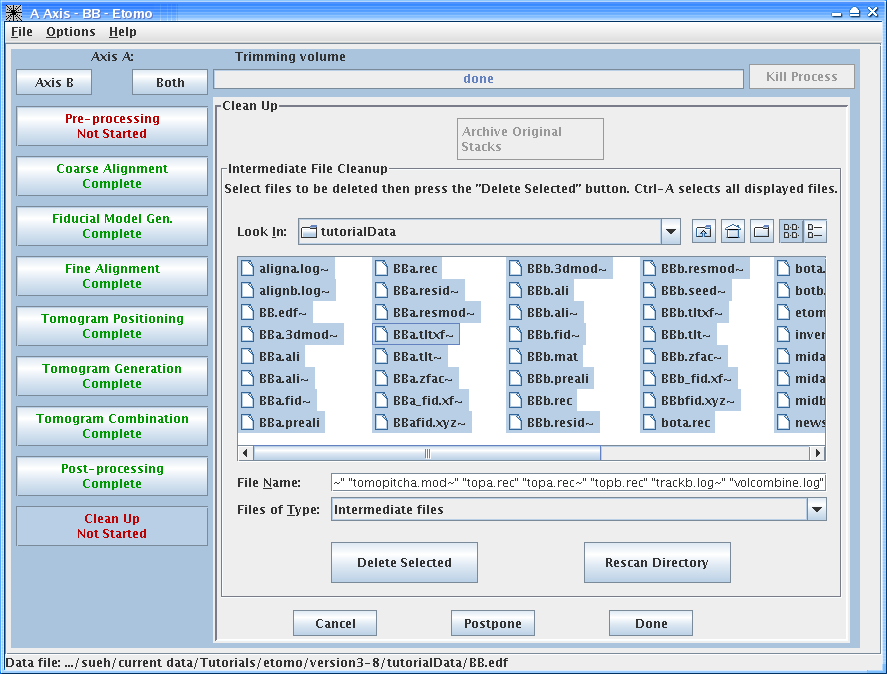 A Axis - BB - Etomo
File Options Help
Axis A: Trimming volume
Axis B Both done Kill Process
Clean Up
Pre-processing
Not Started
Archive Original
Stacks
Coarse Alignment
Complete
Intermediate File Cleanup
Select files to be deleted then press the "Delete Selected" button. Ctrl-A selects all displayed files.
Fiducial Model Gen.
Complete
Look In: tutorialData
Fine Alignment
Complete
Tomogram Positioning
Complete
Tomogram Generation
Complete
Tomogram Combination
Complete
Post-processing
Complete
Clean Up
Not Started
aligna.log~ BBa.rec BBb.3dmod~ BBb.resmod~ bota.
alignb.log~ BBa.resid~ BBb.ali BBb.seed~ botb.
BB.edf~ BBa.resmod~ BBb.ali~ BBb.tltxf~ etom
BBa.3dmod~ BBa.tltxf~ BBb.fid~ BBb.tlt~ inver
BBa.ali BBa.tlt~ BBb.mat BBb.zfac~ mida
BBa.ali~ BBa.zfac~ BBb.preali BBb_fid.xf~ mida
BBa.fid~ BBa_fid.xf~ BBb.rec BBbfid.xyz~ midb
BBa.preali BBafid.xyz~ BBb.resid~ bota.rec news
File Name: ~" "tomopitcha.mod~" "topa.rec" "topa.rec~" "topb.rec" "trackb.log~" "volcombine.log"
Files of Type: Intermediate files
Delete Selected Rescan Directory
Cancel Postpone Done
Data file: .../sueh/current data/Tutorials/etomo/version3-8/tutorialData/BB.edf